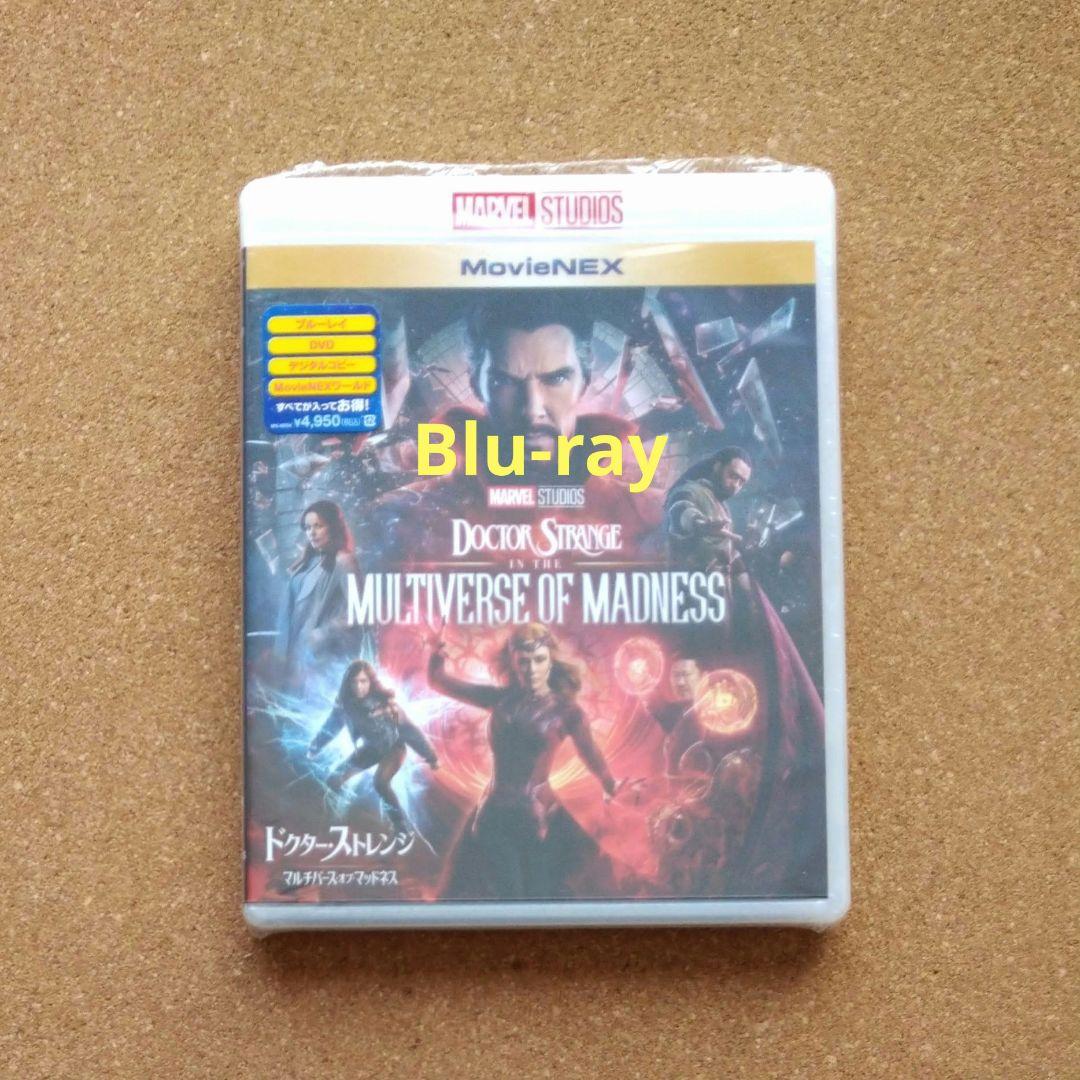 MARVEL STUDIOS
MovieNEX
ブルーレイ
DVD
デジタルコピー
MovieNEXワールド
すべてが入ってお得!
¥4,950(税込)
Blu-ray
MARVEL STUDIOS
DOCTOR STRANGE
IN THE
MULTIVERSE OF MADNESS
ドクター・ストレンジ
マルチバース・オブ・マッドネス